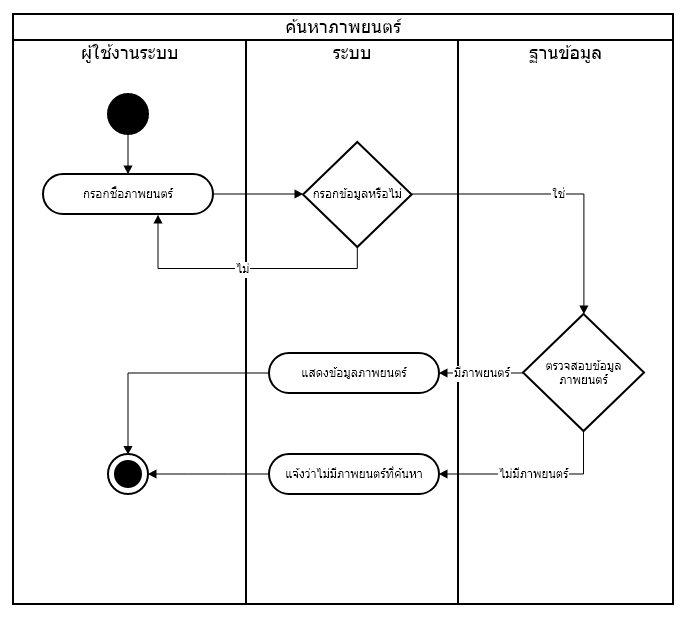 ค้นหาภาพยนตร์
ผู้ใช้งานระบบ
ระบบ
ฐานข้อมูล
กรอกชื่อภาพยนตร์
กรอกข้อมูลหรือไม่
ใช่
ไม่
แสดงข้อมูลภาพยนตร์
มีภาพยนตร์
ตรวจสอบข้อมูล
ภาพยนตร์
แจ้งว่าไม่มีภาพยนตร์ที่ค้นหา
ไม่มีภาพยนตร์